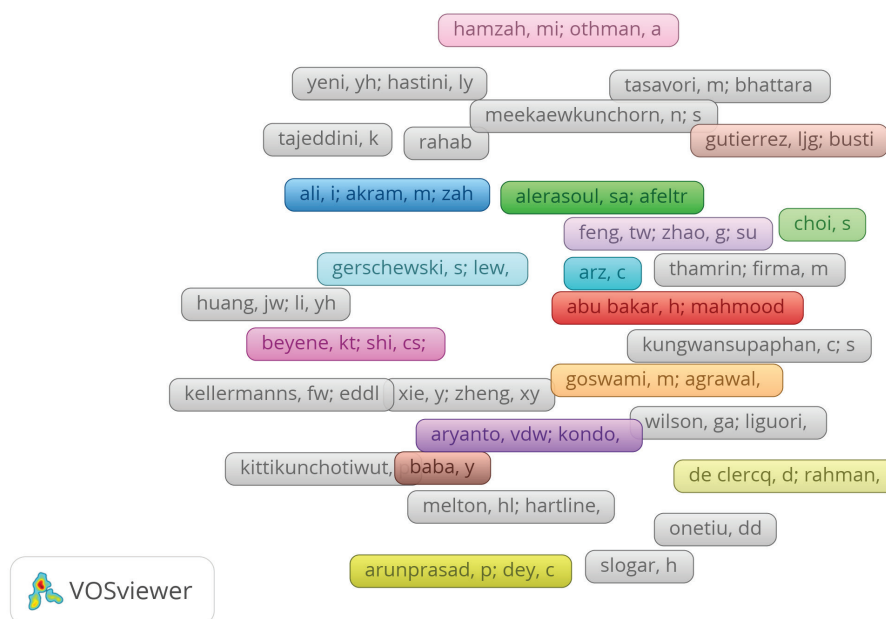 hamzah, mi; othman, a
yeni, yh; hastini, ly
tasavori, m; bhattara
meekaewkunchorn, n; s
tajeddini, k
rahab
gutierrez, ljg; busti
ali, i; akram, m; zah
alerasoul, sa; afeltr
choi, s
feng, tw; zhao, g; su
gerschewski, s; lew,
arz, c
thamrin; firma, m
huang, jw; li, yh
abu bakar, h; mahmood
beyene, kt; shi, cs;
kungwansupaphan, c; s
goswami, m; agrawal,
kellermanns, fw; eddl
xie, y; zheng, xy
wilson, ga; liguori,
aryanto, vdw; kondo,
kittikunchotiwut,
baba, y
de clercq, d; rahman,
melton, hl; hartline,
onetiu, dd
slogar, h
arunprasad, p; dey, c
VOSviewer